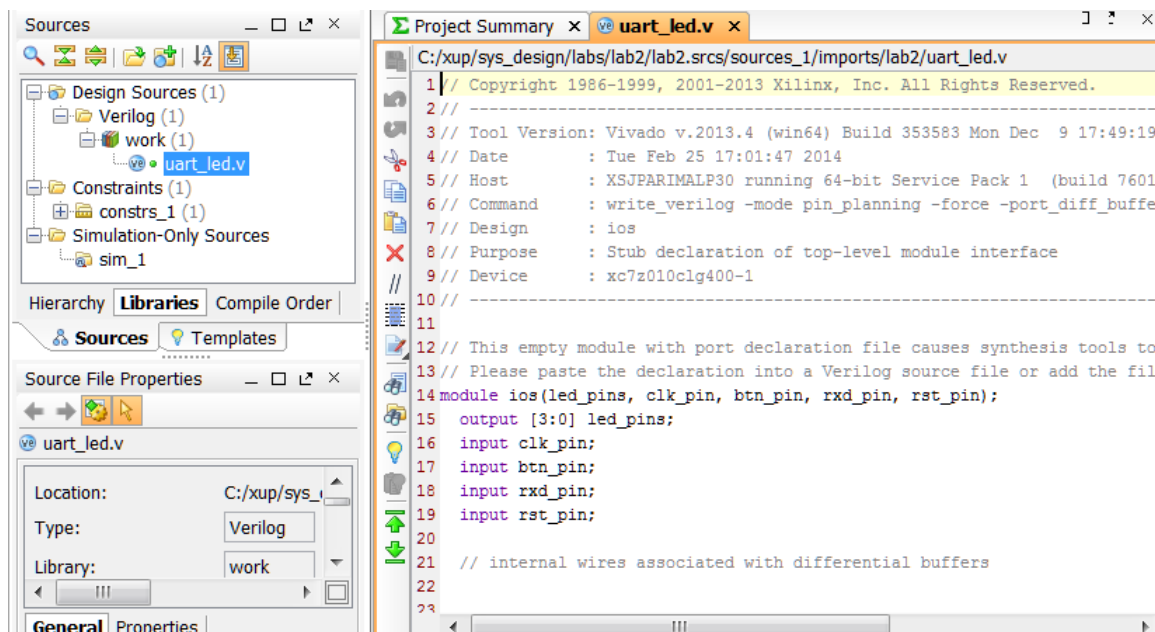 Sources
Design Sources (1)
Verilog (1)
work (1)
uart_led.v
Constraints (1)
constrs_1 (1)
Simulation-Only Sources
sim_1
Hierarchy Libraries Compile Order
Sources Templates
Source File Properties
uart_led.v
Location: C:/xup/sys_
Type: Verilog
Library: work
General Properties
Project Summary uart_led.v
C:/xup/sys_design/labs/lab2/lab2.srcs/sources_1/imports/lab2/uart_led.v
1 // Copyright 1986-1999, 2001-2013 Xilinx, Inc. All Rights Reserved.
2 // --------------------------------------------------------------------
3 // Tool Version: Vivado v.2013.4 (win64) Build 353583 Mon Dec  9 17:49:19
4 // Date        : Tue Feb 25 17:01:47 2014
5 // Host        : XSJPARIMALP30 running 64-bit Service Pack 1  (build 7601
6 // Command     : write_verilog -mode pin_planning -force -port_diff_buffe
7 // Design      : ios
8 // Purpose     : Stub declaration of top-level module interface
9 // Device      : xc7z010clg400-1
10 // --------------------------------------------------------------------
11
12 // This empty module with port declaration file causes synthesis tools to
13 // Please paste the declaration into a Verilog source file or add the fil
14 module ios(led_pins, clk_pin, btn_pin, rxd_pin, rst_pin);
15 output [3:0] led_pins;
16 input clk_pin;
17 input btn_pin;
18 input rxd_pin;
19 input rst_pin;
20
21 // internal wires associated with differential buffers
22
23